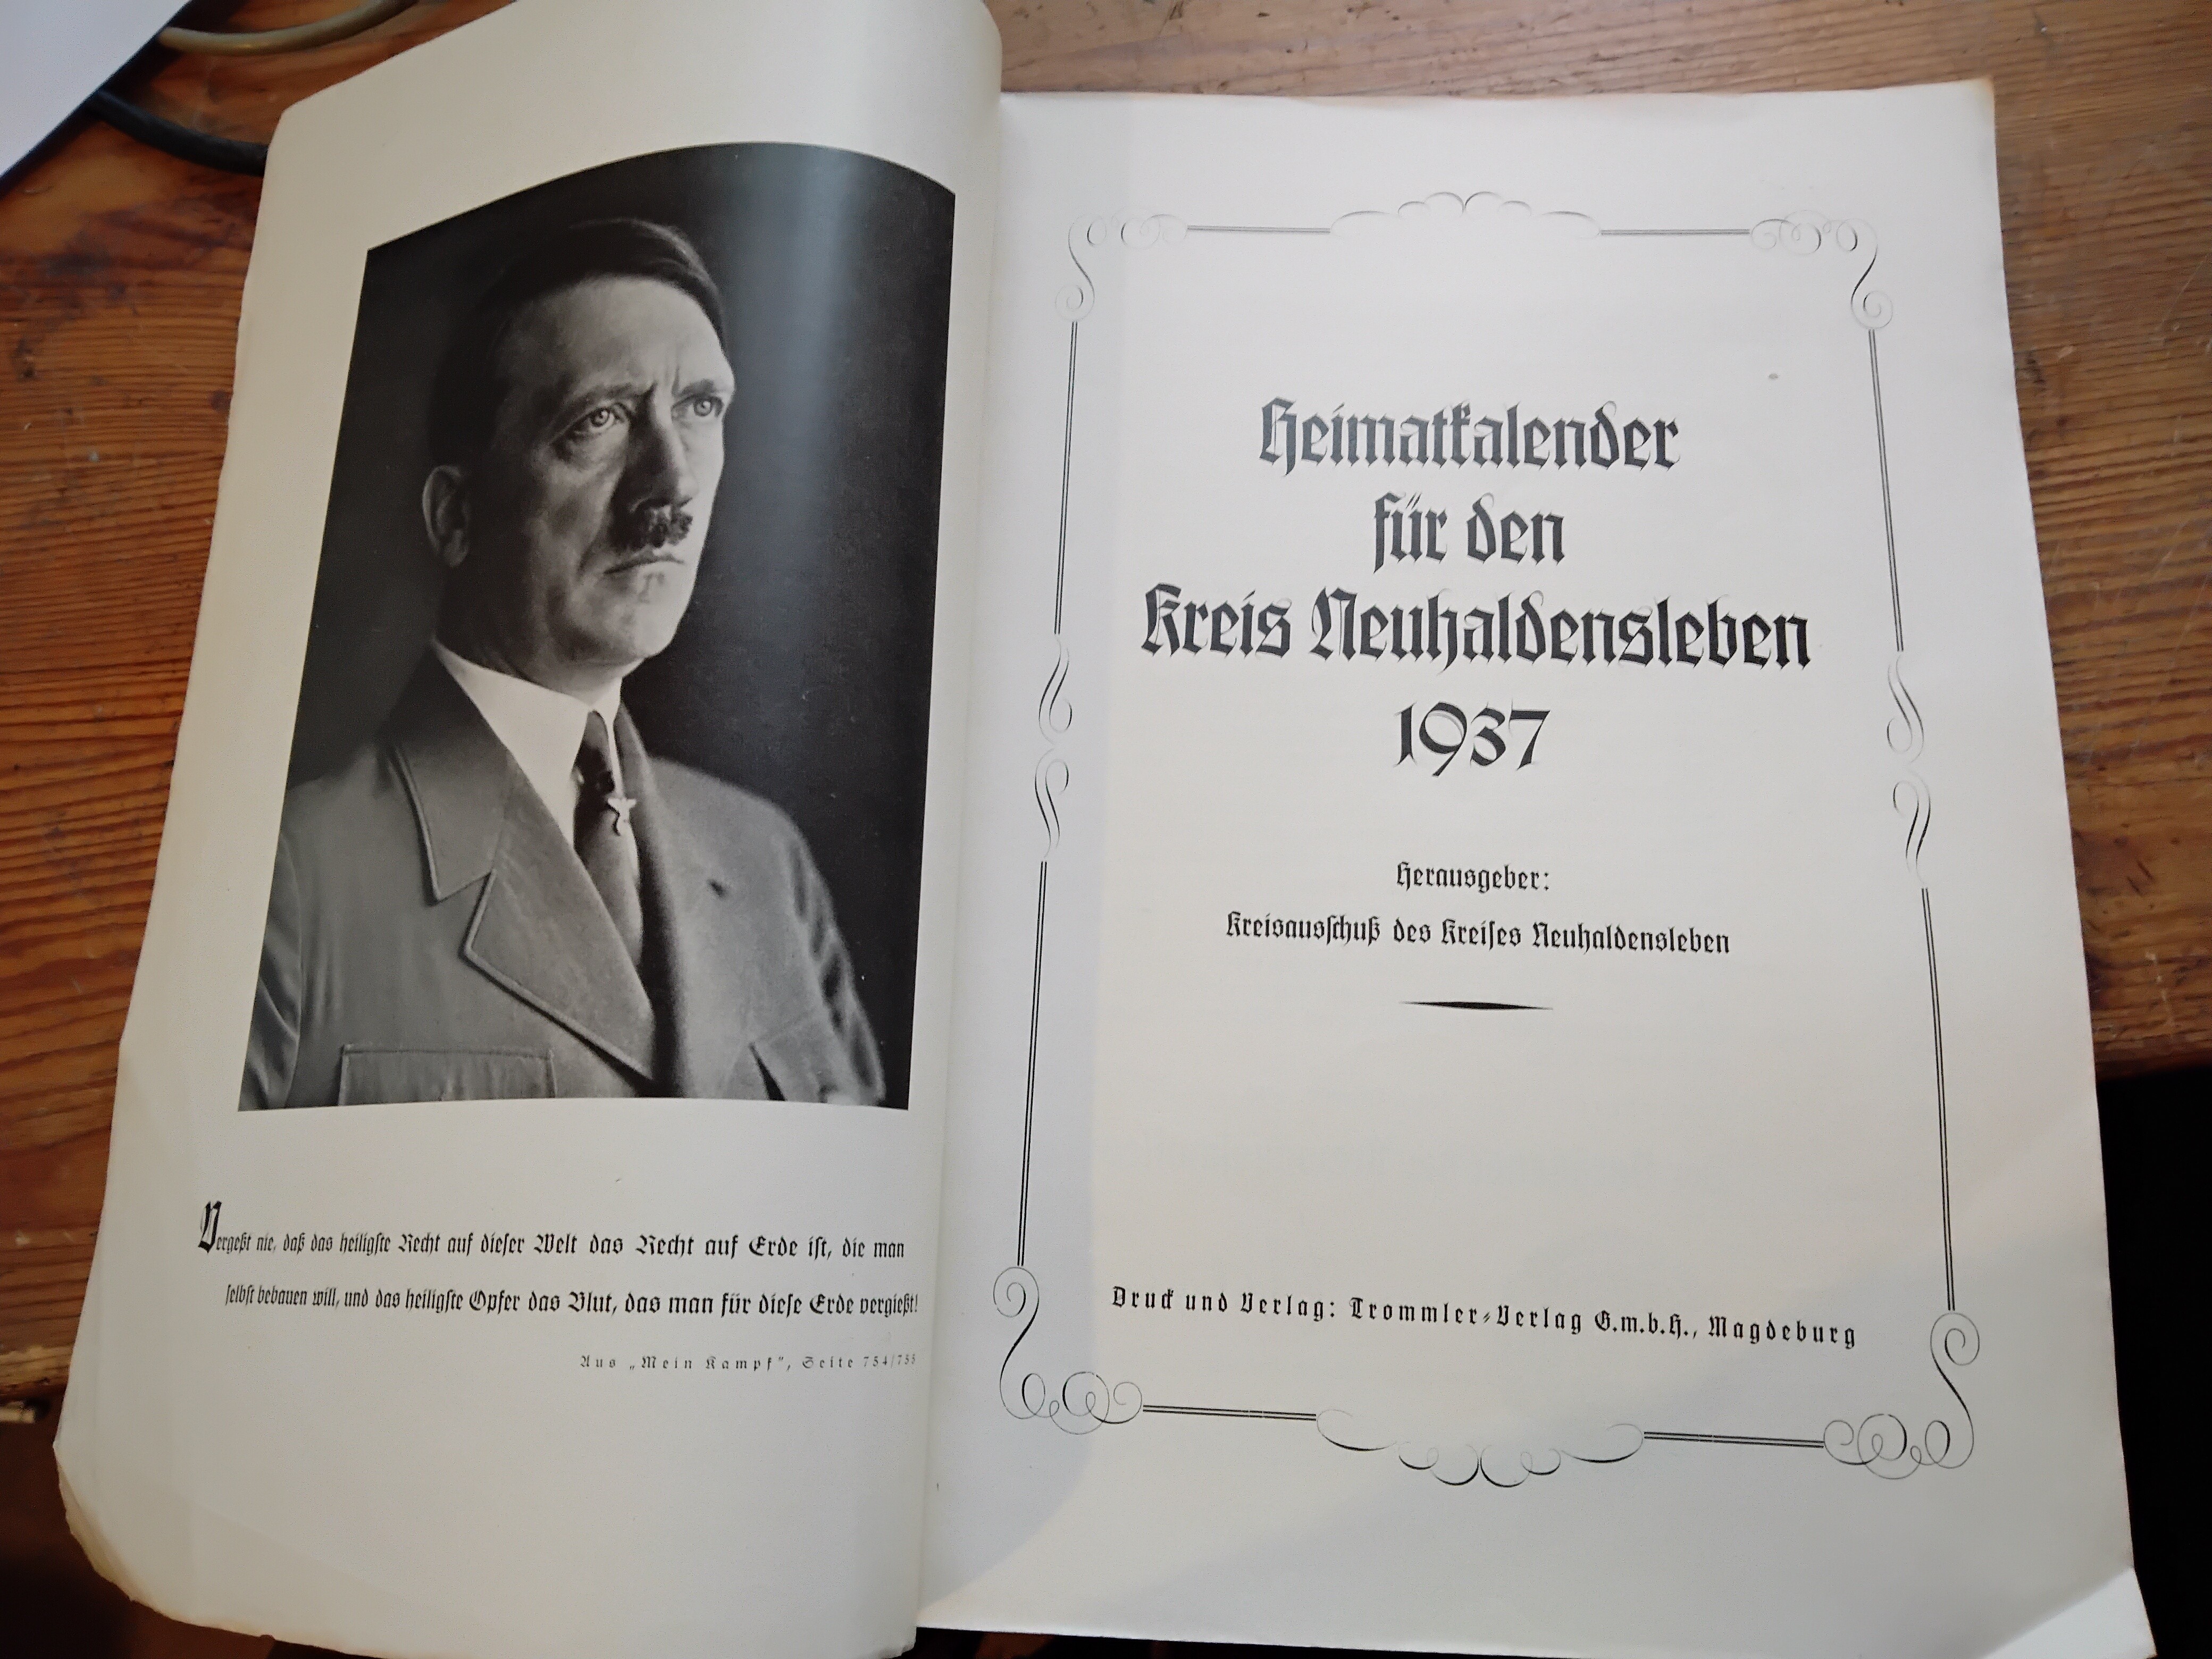 Vergeßt nie, daß das heiligste Recht auf dieser Welt das Recht auf Erde ist, die man
selbst bebauen will, und das heiligste Opfer das Blut, das man für diese Erde vergießt!
Aus „Mein Kampf“, Seite 754/755
Heimatkalender
für den
Kreis Neuhaldensleben
1937
Herausgeber:
Kreisausschuß des Kreises Neuhaldensleben
Druck und Verlag: Trommler-Verlag G.m.b.H., Magdeburg